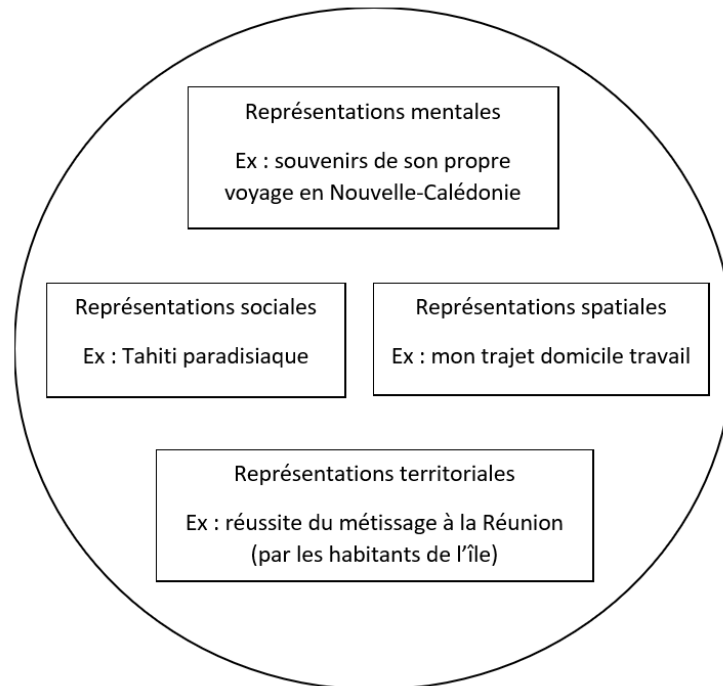 Représentations mentales
Ex : souvenirs de son propre
voyage en Nouvelle-Calédonie
Représentations sociales
Ex : Tahiti paradisiaque
Représentations spatiales
Ex : mon trajet domicile travail
Représentations territoriales
Ex : réussite du métissage à la Réunion
(par les habitants de l’île)